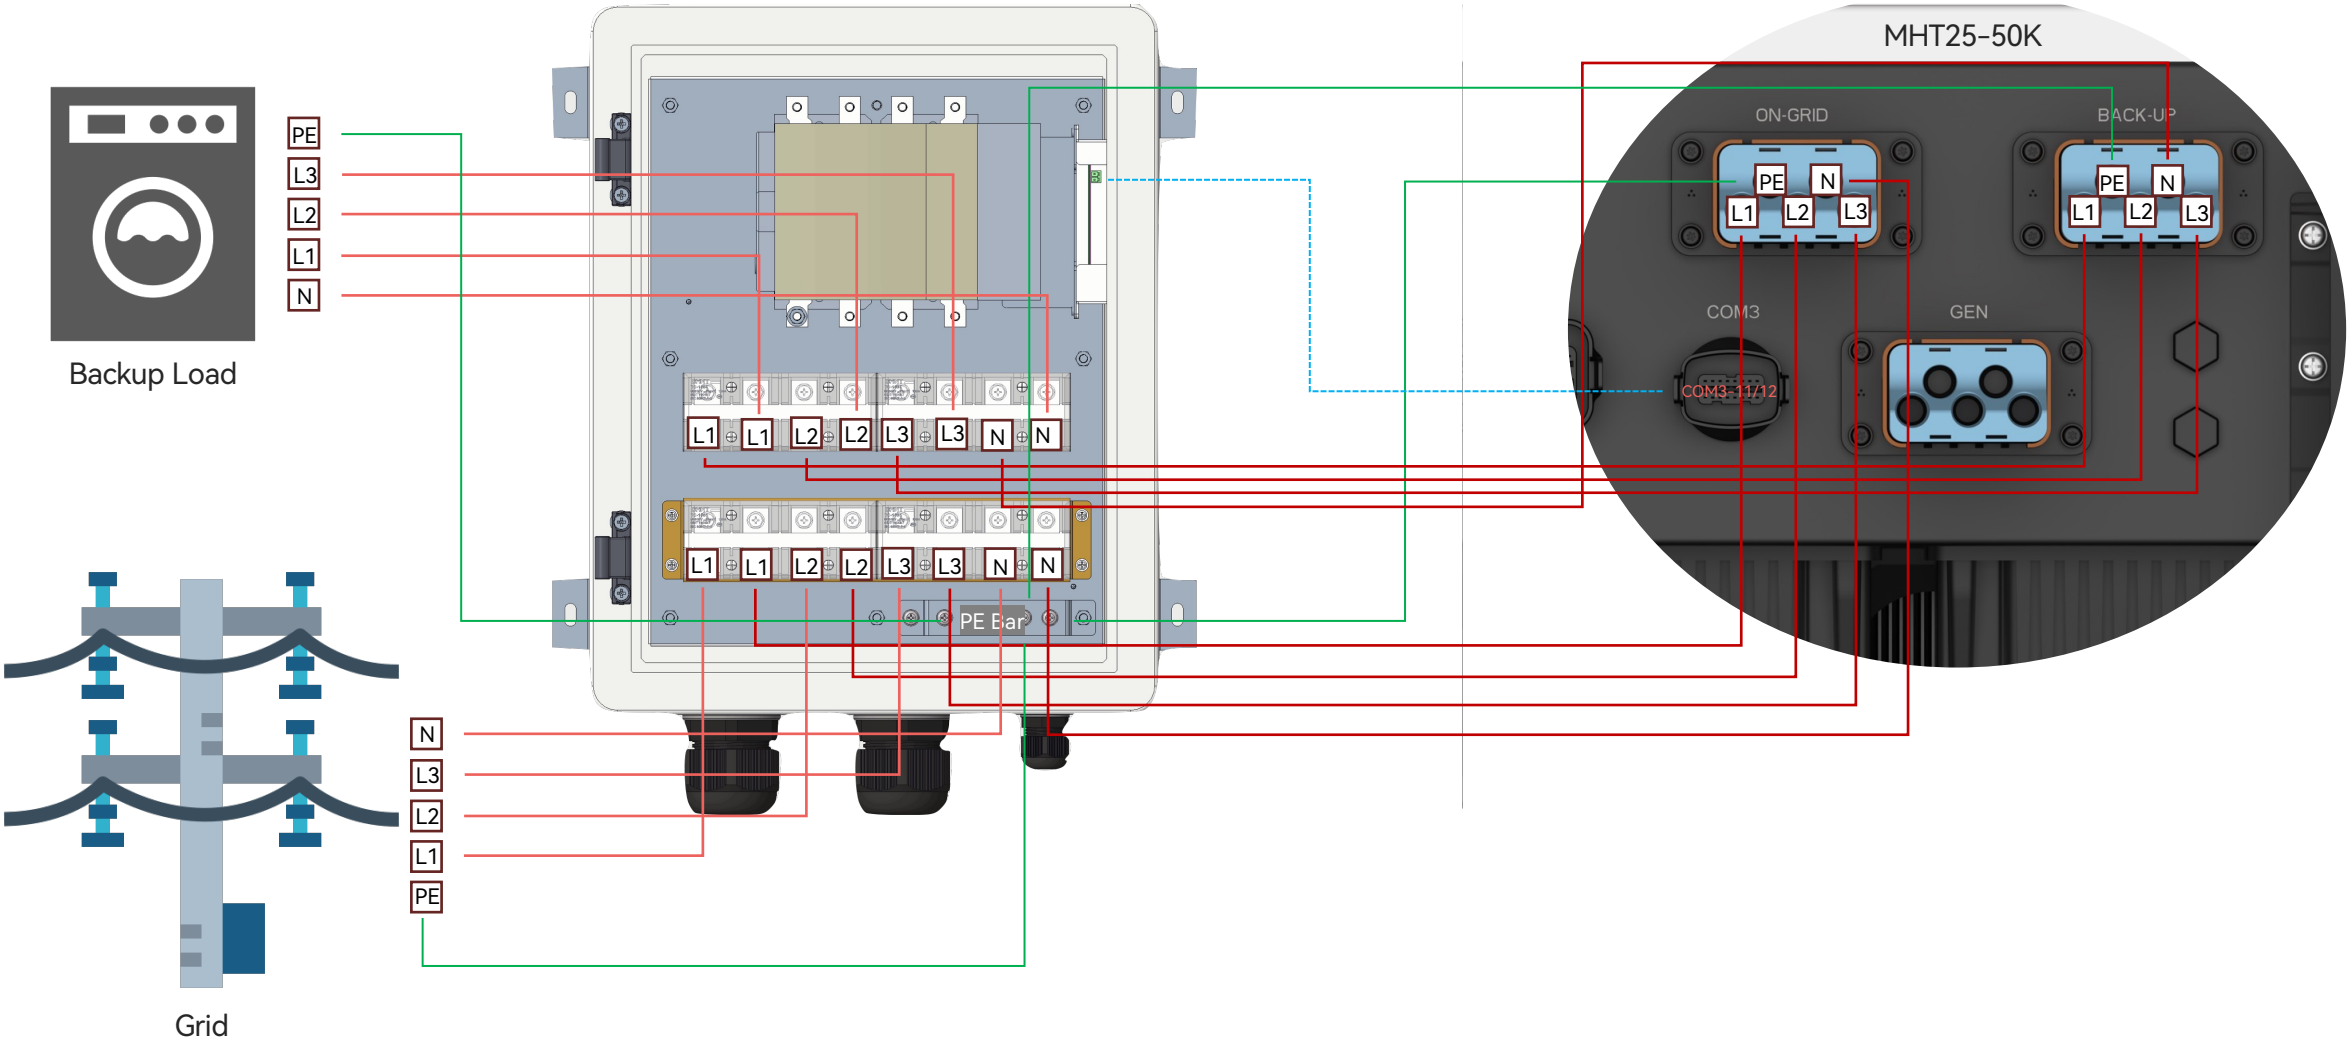 MHT25-50K
ON-GRID
BACK-UP
PE
L3
L2
L1
N
Backup Load
PE N
L1 L2 L3
PE N
L1 L2 L3
COM3
GEN
COM3-11/12
L1 L1 L2 L2 L3 L3 N N
L1 L1 L2 L2 L3 L3 N N
PE Bar
N
L3
L2
L1
PE
Grid